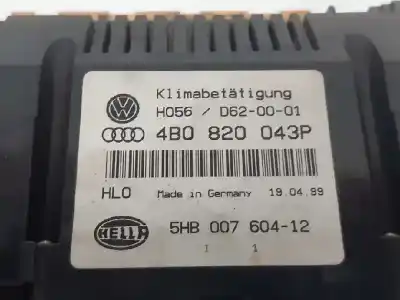 Klimabetätigung
H056 / D62-00-01
4B0 820 043P
HLO Made in Germany 19.04.99
HELLA 5HB 007 604-12
1 1